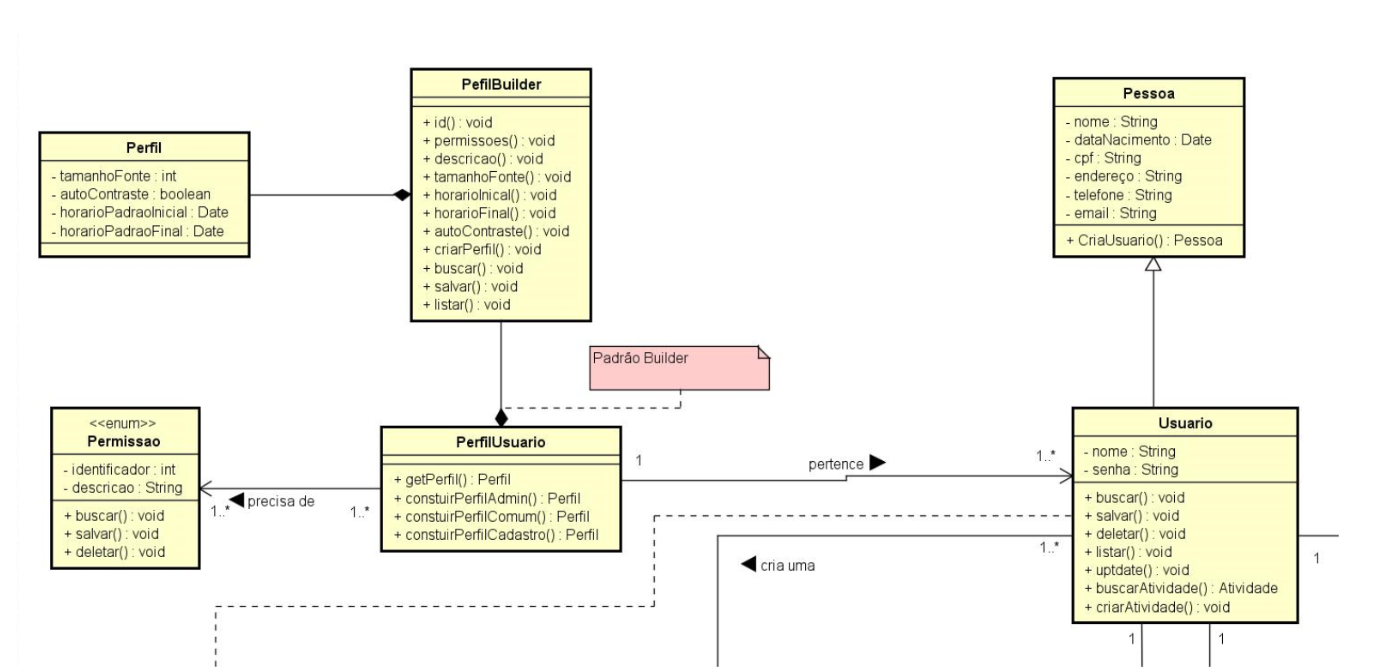 PefilBuilder
+ id() : void
+ permissoes() : void
+ descricao() : void
+ tamanhoFonte() : void
+ horarioInical() : void
+ horarioFinal() : void
+ autoContraste() : void
+ criarPerfil() : void
+ buscar() : void
+ salvar() : void
+ listar() : void
Pessoa
- nome : String
- dataNacimento : Date
- cpf : String
- endereço : String
- telefone : String
- email : String
+ CriaUsuario() : Pessoa
Perfil
- tamanhoFonte : int
- autoContraste : boolean
- horarioPadraoInicial : Date
- horarioPadraoFinal : Date
Padrão Builder
<<enum>>
Permissao
- identificador : int
- descricao : String
+ buscar() : void
+ salvar() : void
+ deletar() : void
1..*
precisa de
1..*
PerfilUsuario
+ getPerfil() : Perfil
+ constuirPerfilAdmin() : Perfil
+ constuirPerfilComum() : Perfil
+ constuirPerfilCadastro() : Perfil
1
pertence
1..*
Usuario
- nome : String
- senha : String
+ buscar() : void
+ salvar() : void
+ deletar() : void
+ listar() : void
+ uptdate() : void
+ buscarAtividade() : Atividade
+ criarAtividade() : void
1..*
cria uma
1
1
1